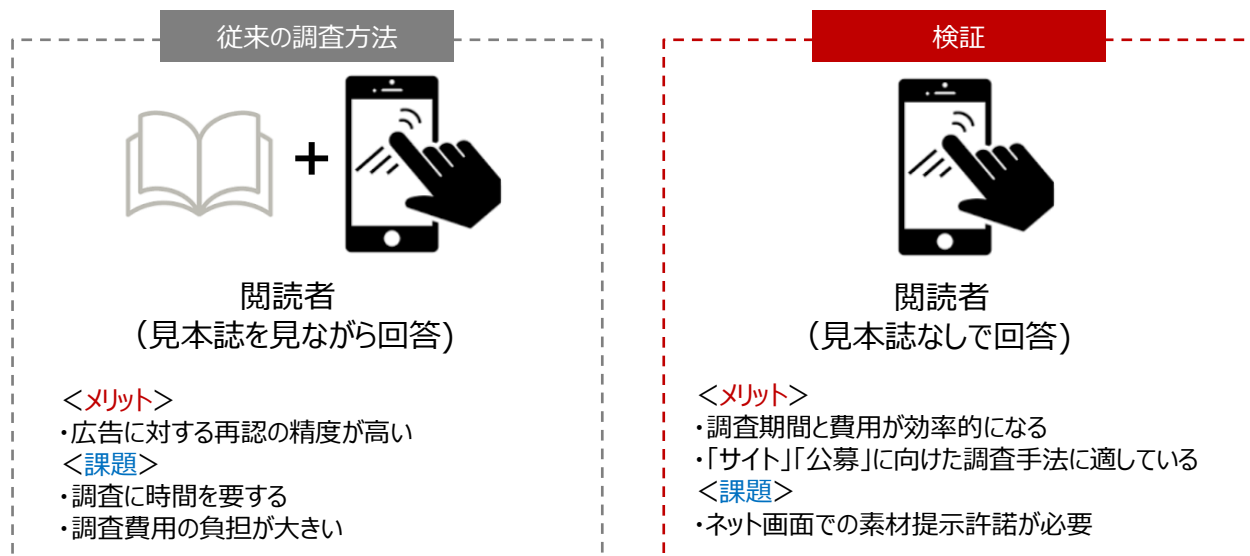 従来の調査方法
+
閲読者
（見本誌を見ながら回答)
＜メリット＞
・広告に対する再認の精度が高い
＜課題＞
・調査に時間を要する
・調査費用の負担が大きい
検証
閲読者
（見本誌なしで回答)
＜メリット＞
・調査期間と費用が効率的になる
・「サイト」「公募」に向けた調査手法に適している
＜課題＞
・ネット画面での素材提示許諾が必要